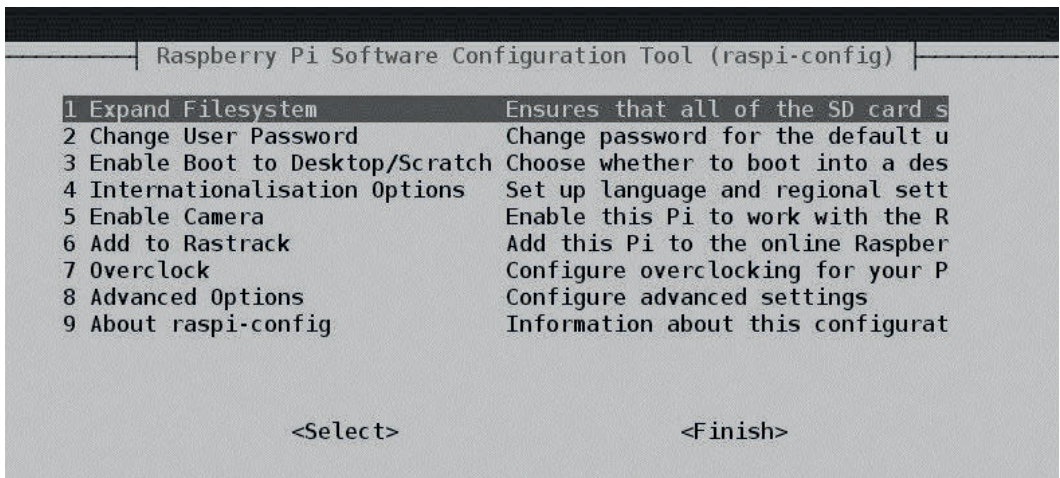 Raspberry Pi Software Configuration Tool (raspi-config)
1 Expand Filesystem Ensures that all of the SD card s
2 Change User Password Change password for the default u
3 Enable Boot to Desktop/Scratch Choose whether to boot into a des
4 Internationalisation Options Set up language and regional sett
5 Enable Camera Enable this Pi to work with the R
6 Add to Rastrack Add this Pi to the online Raspber
7 Overclock Configure overclocking for your P
8 Advanced Options Configure advanced settings
9 About raspi-config Information about this configurat
<Select> <Finish>